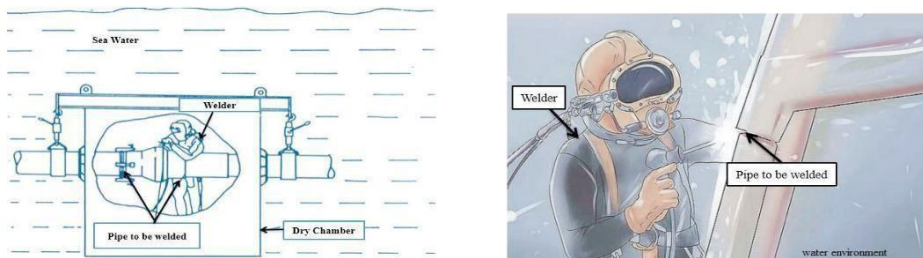 Sea Water
Welder
Pipe to be welded
Dry Chamber
Welder
Pipe to be welded
water environment